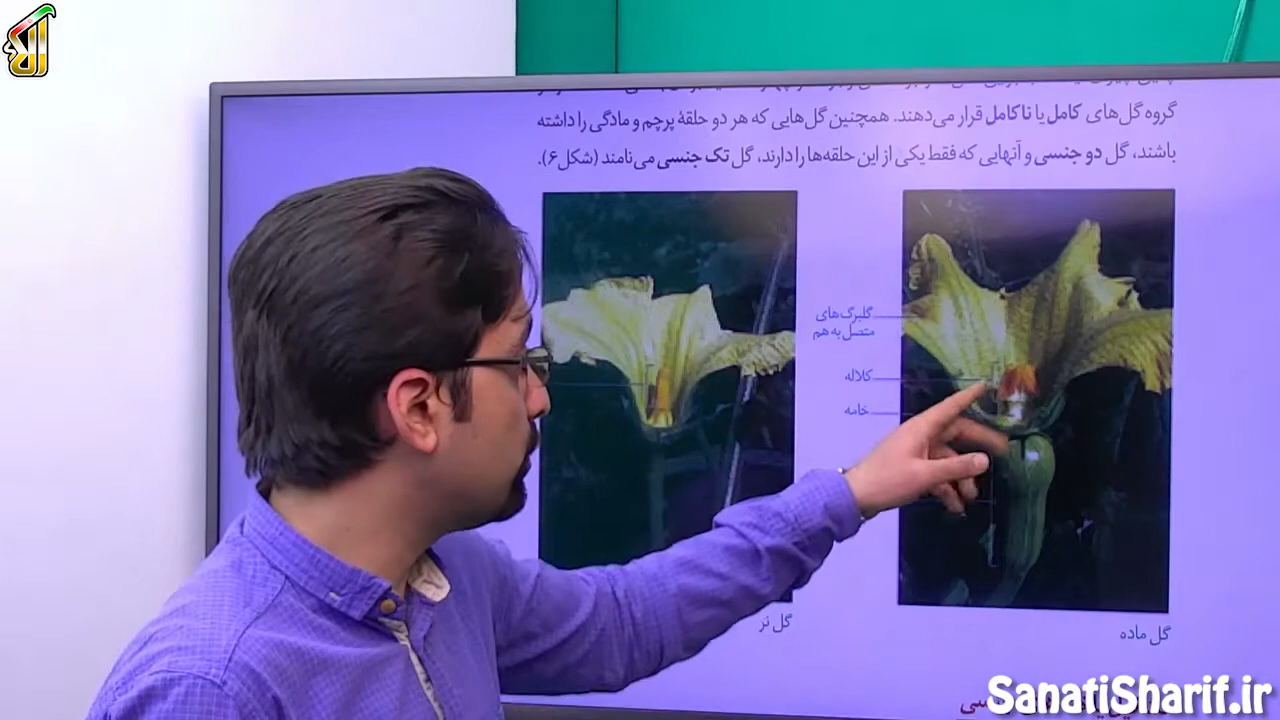 گروه گل‌های کامل یا ناکامل قرار می‌دهند. همچنین گل‌هایی که هر دو حلقهٔ پرچم و مادگی را داشته
باشند، گل دو جنسی و آنهایی که فقط یکی از این حلقه‌ها را دارند، گل تک جنسی می‌نامند (شکل۶).
گلبرگ‌های
متصل به هم
کلاله
خامه
گل ماده
گل نر
SanatiSharif.ir